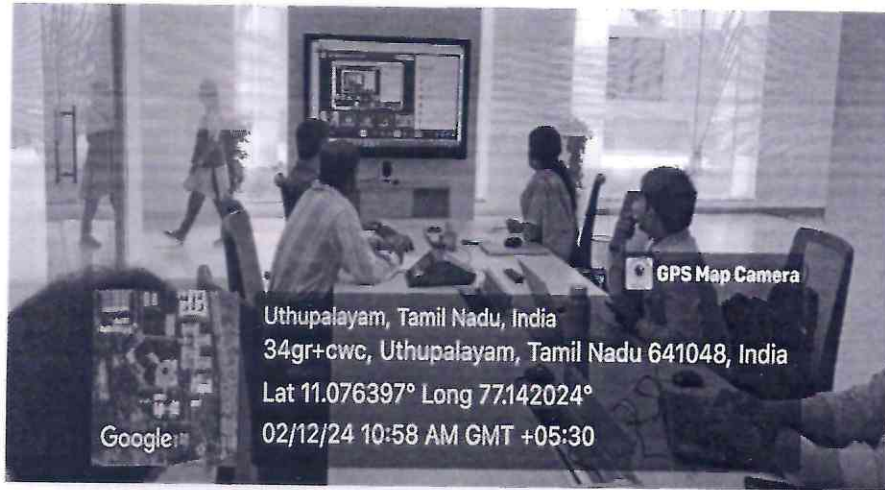 GPS Map Camera
Uthupalayam, Tamil Nadu, India
34gr+cwc, Uthupalayam, Tamil Nadu 641048, India
Lat 11.076397° Long 77.142024°
02/12/24 10:58 AM GMT +05:30
Google